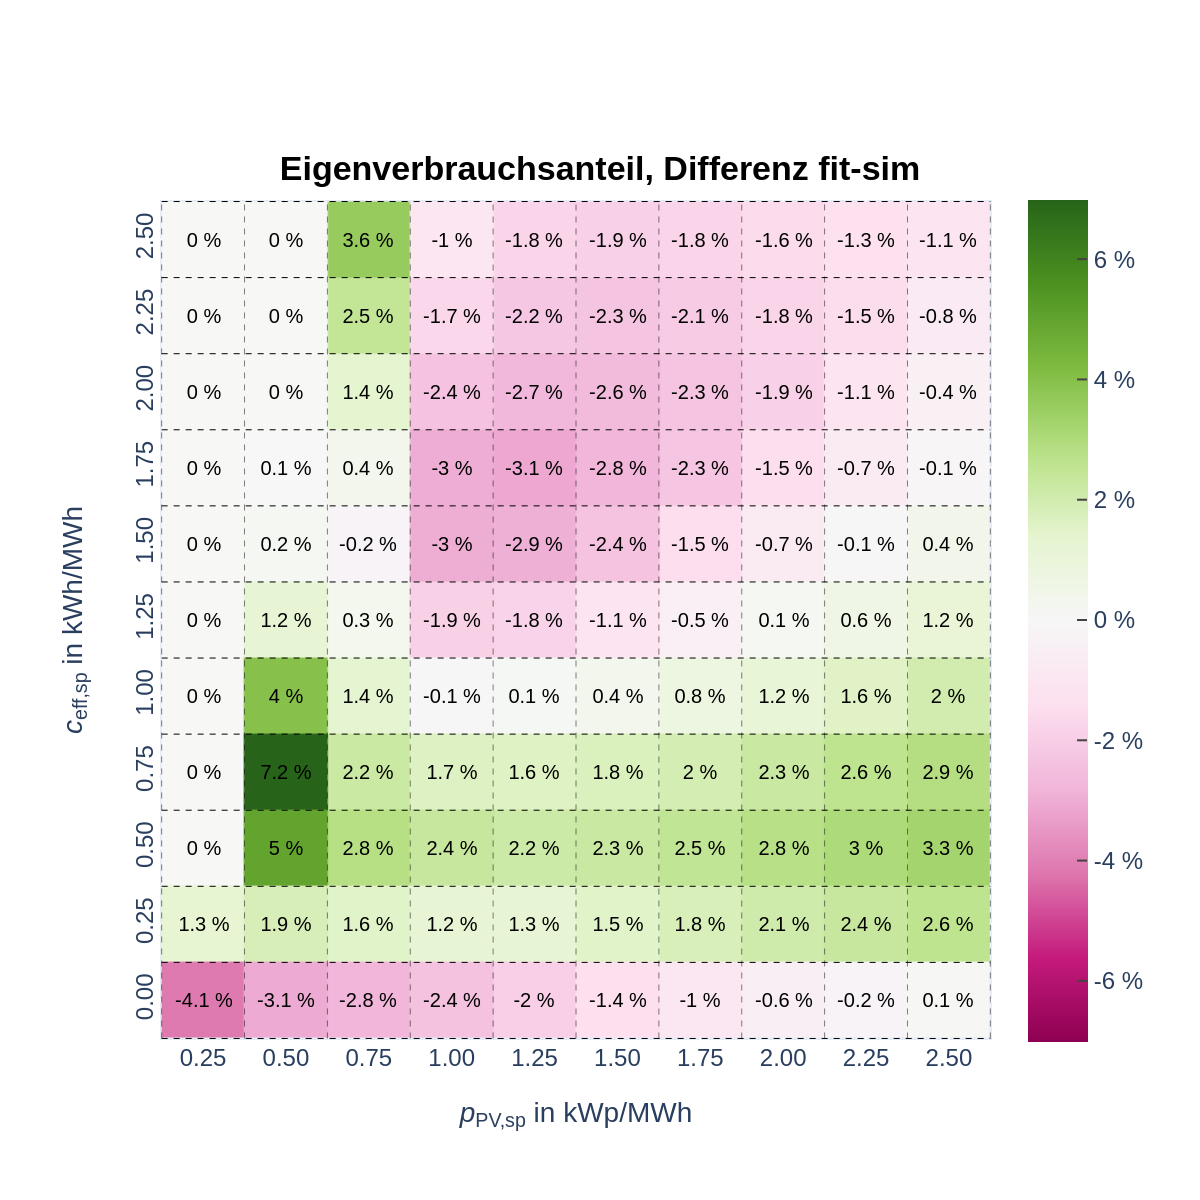 Eigenverbrauchsanteil, Differenz fit-sim
2.50 0 % 0 % 3.6 % -1 % -1.8 % -1.9 % -1.8 % -1.6 % -1.3 % -1.1 %
2.25 0 % 0 % 2.5 % -1.7 % -2.2 % -2.3 % -2.1 % -1.8 % -1.5 % -0.8 %
2.00 0 % 0 % 1.4 % -2.4 % -2.7 % -2.6 % -2.3 % -1.9 % -1.1 % -0.4 %
1.75 0 % 0.1 % 0.4 % -3 % -3.1 % -2.8 % -2.3 % -1.5 % -0.7 % -0.1 %
1.50 0 % 0.2 % -0.2 % -3 % -2.9 % -2.4 % -1.5 % -0.7 % -0.1 % 0.4 %
1.25 0 % 1.2 % 0.3 % -1.9 % -1.8 % -1.1 % -0.5 % 0.1 % 0.6 % 1.2 %
1.00 0 % 4 % 1.4 % -0.1 % 0.1 % 0.4 % 0.8 % 1.2 % 1.6 % 2 %
0.75 0 % 7.2 % 2.2 % 1.7 % 1.6 % 1.8 % 2 % 2.3 % 2.6 % 2.9 %
0.50 0 % 5 % 2.8 % 2.4 % 2.2 % 2.3 % 2.5 % 2.8 % 3 % 3.3 %
0.25 1.3 % 1.9 % 1.6 % 1.2 % 1.3 % 1.5 % 1.8 % 2.1 % 2.4 % 2.6 %
0.00 -4.1 % -3.1 % -2.8 % -2.4 % -2 % -1.4 % -1 % -0.6 % -0.2 % 0.1 %
0.25 0.50 0.75 1.00 1.25 1.50 1.75 2.00 2.25 2.50
pPV,sp in kWp/MWh
ceff,sp in kWh/MWh
6 %
4 %
2 %
0 %
-2 %
-4 %
-6 %